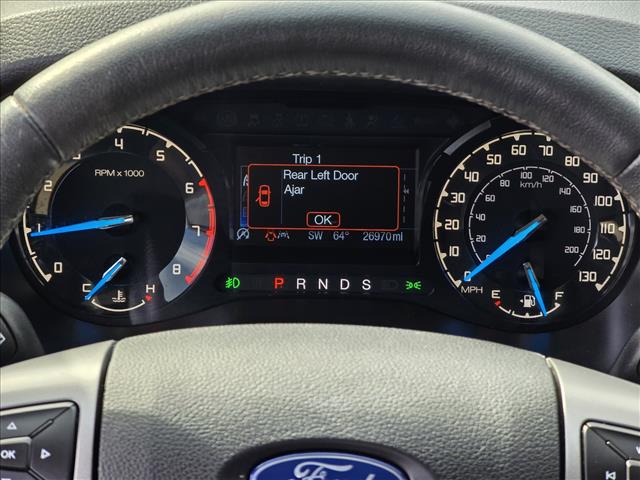 Trip 1
Rear Left Door
Ajar
OK
SW 64° 26970mi
P R N D S
RPM x 1000
0 1 2 3 4 5 6 7 8
C H
10 20 30 40 50 60 70 80 90 100 110 120 130
MPH
20 40 60 80 100 120 140 160 180 200
km/h
E F
OK
Ford